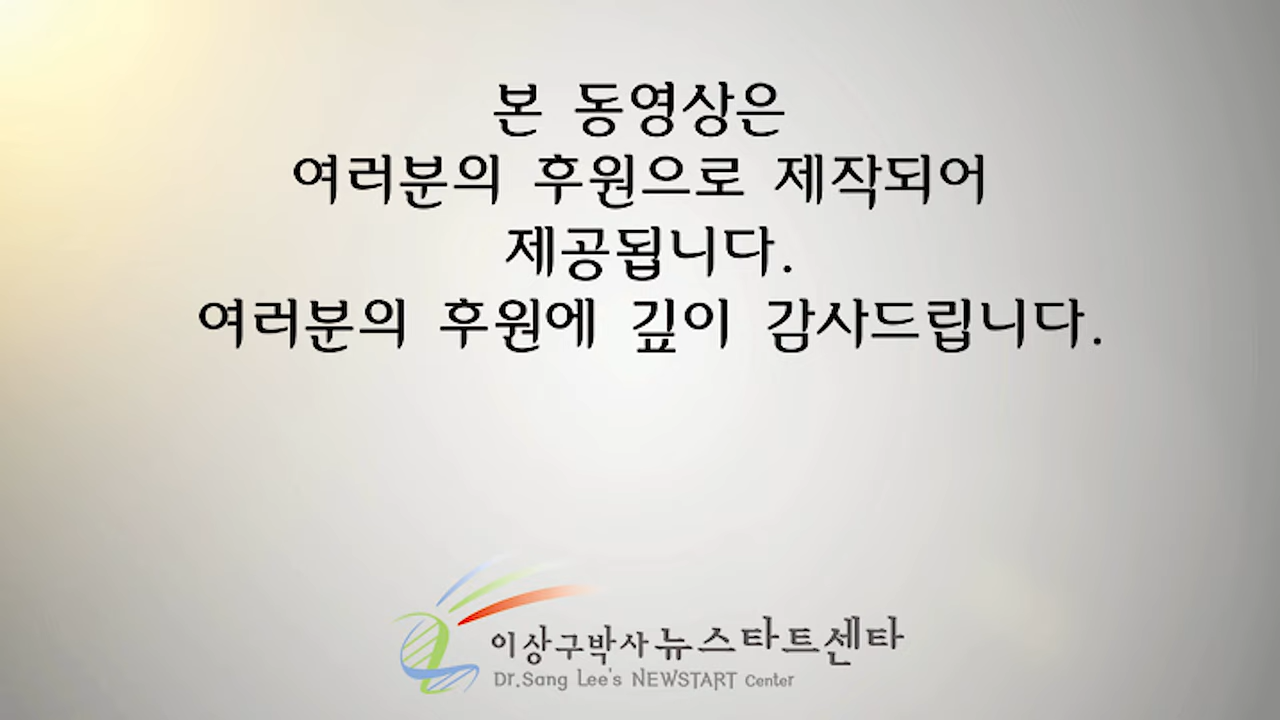 본 동영상은
여러분의 후원으로 제작되어
제공됩니다.
여러분의 후원에 깊이 감사드립니다.
이상구박사뉴스타트센타
Dr.Sang Lee's NEWSTART Center